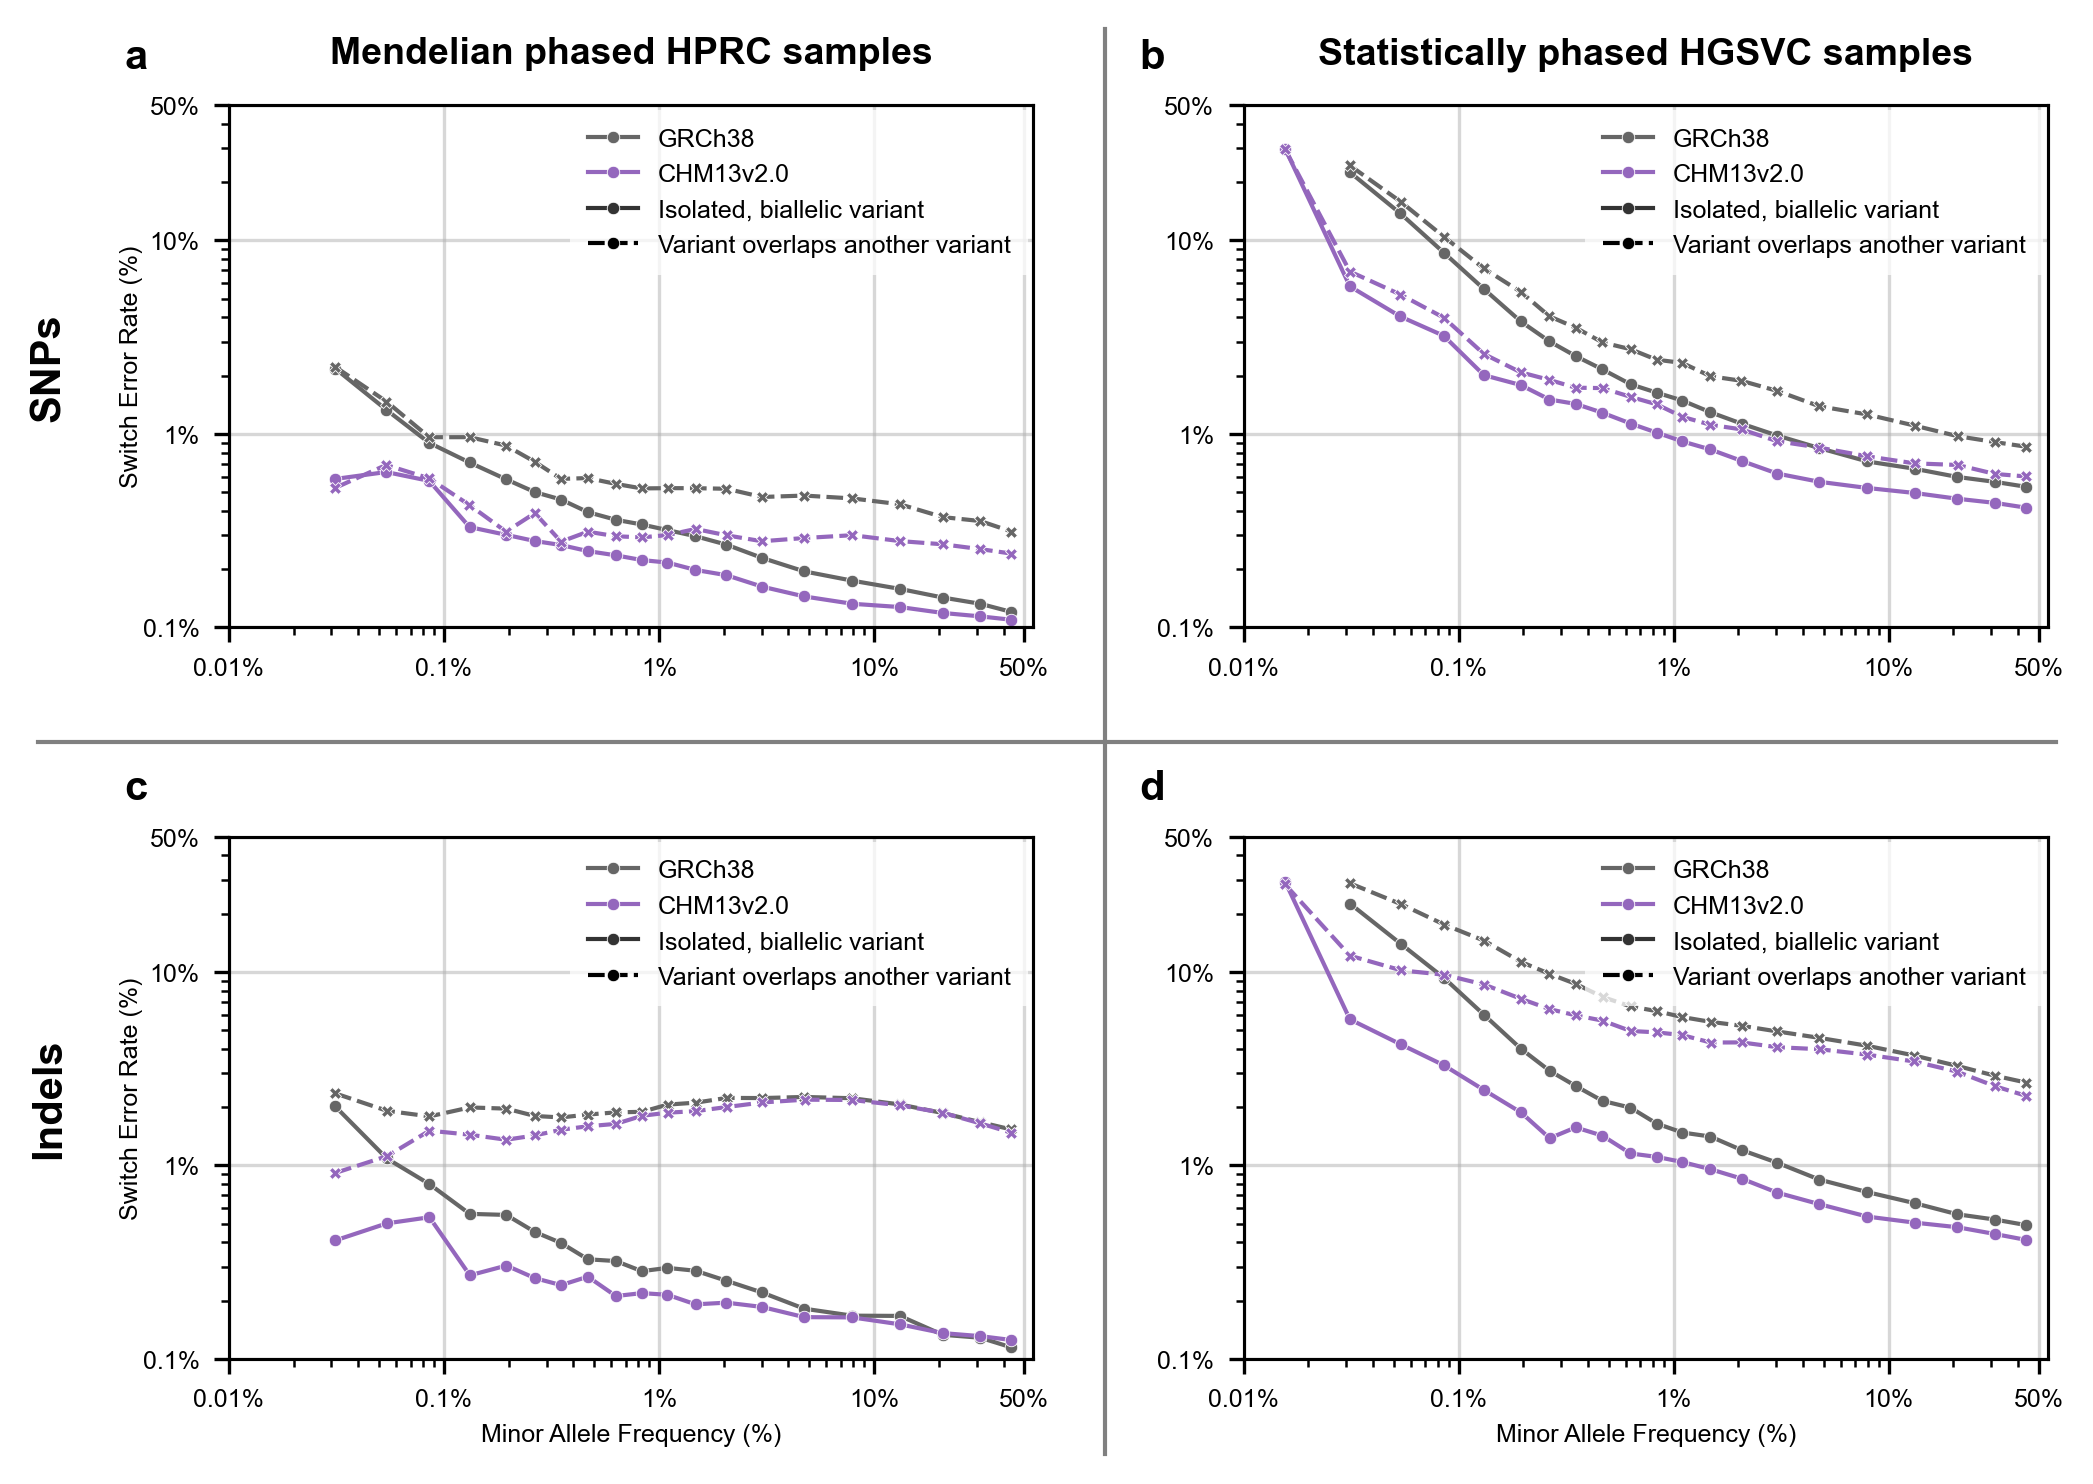 a
Mendelian phased HPRC samples
b
Statistically phased HGSVC samples
SNPs
Switch Error Rate (%)
50%
10%
1%
0.1%
GRCh38
CHM13v2.0
Isolated, biallelic variant
Variant overlaps another variant
0.01%
0.1%
1%
10%
50%
50%
10%
1%
0.1%
GRCh38
CHM13v2.0
Isolated, biallelic variant
Variant overlaps another variant
0.01%
0.1%
1%
10%
50%
c
d
Indels
Switch Error Rate (%)
50%
10%
1%
0.1%
GRCh38
CHM13v2.0
Isolated, biallelic variant
Variant overlaps another variant
0.01%
0.1%
1%
10%
50%
Minor Allele Frequency (%)
50%
10%
1%
0.1%
GRCh38
CHM13v2.0
Isolated, biallelic variant
Variant overlaps another variant
0.01%
0.1%
1%
10%
50%
Minor Allele Frequency (%)